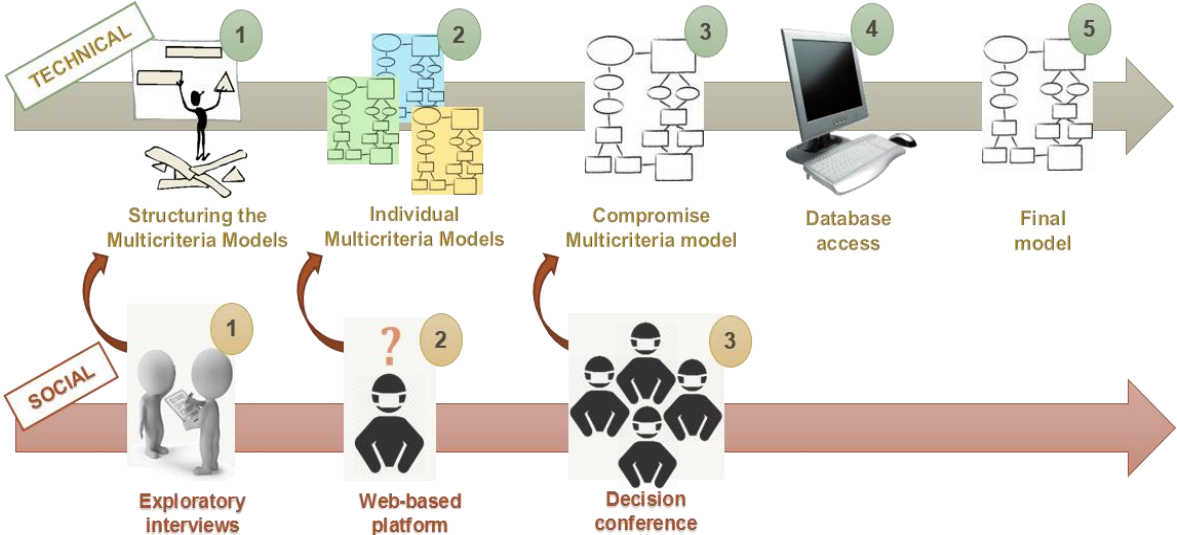 TECHNICAL
1
2
3
4
5
Structuring the
Multicriteria Models
Individual
Multicriteria Models
Compromise
Multicriteria model
Database
access
Final
model
SOCIAL
1
?
2
3
Exploratory
interviews
Web-based
platform
Decision
conference